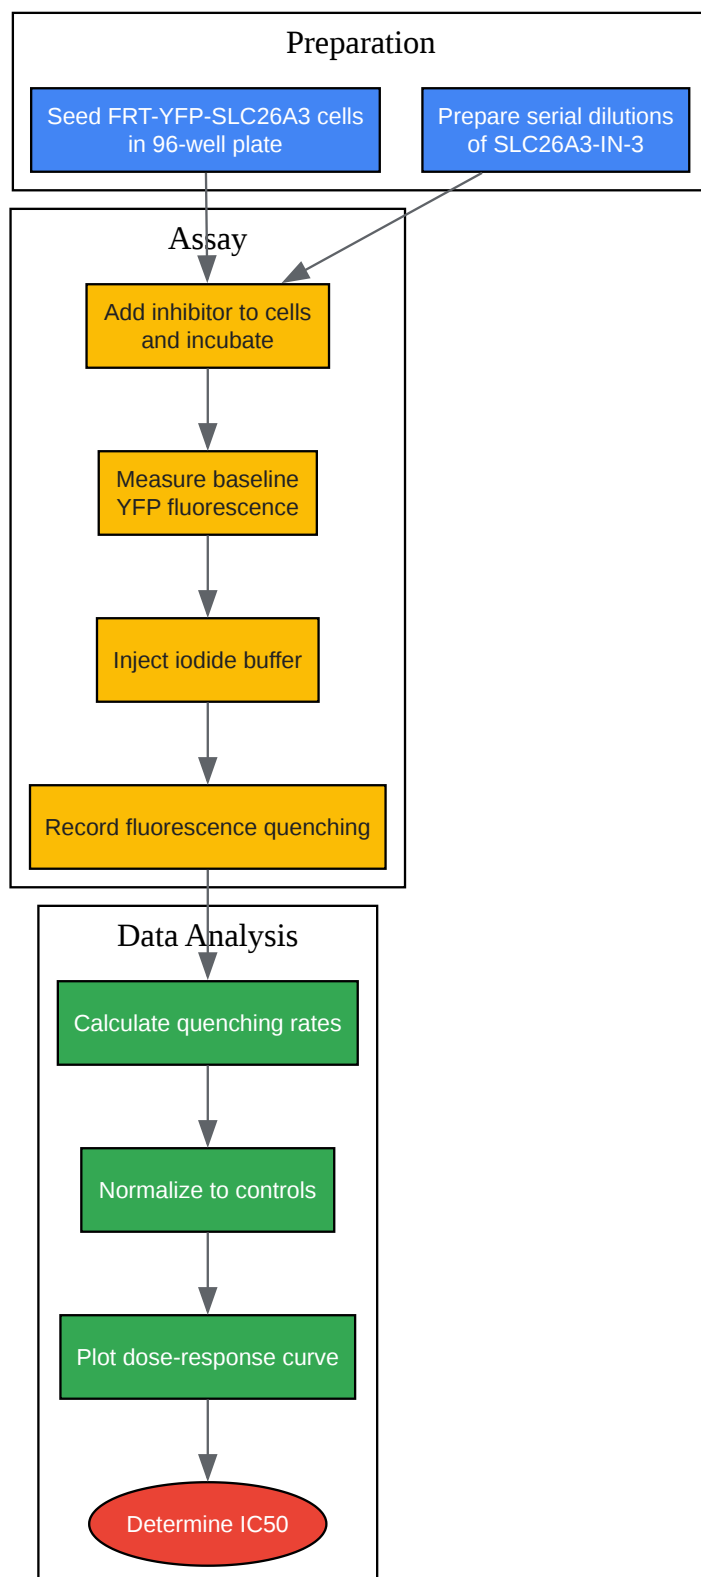 Preparation
Seed FRT-YFP-SLC26A3 cells
in 96-well plate
Prepare serial dilutions
of SLC26A3-IN-3
Assay
Add inhibitor to cells
and incubate
Measure baseline
YFP fluorescence
Inject iodide buffer
Record fluorescence quenching
Data Analysis
Calculate quenching rates
Normalize to controls
Plot dose-response curve
Determine IC50